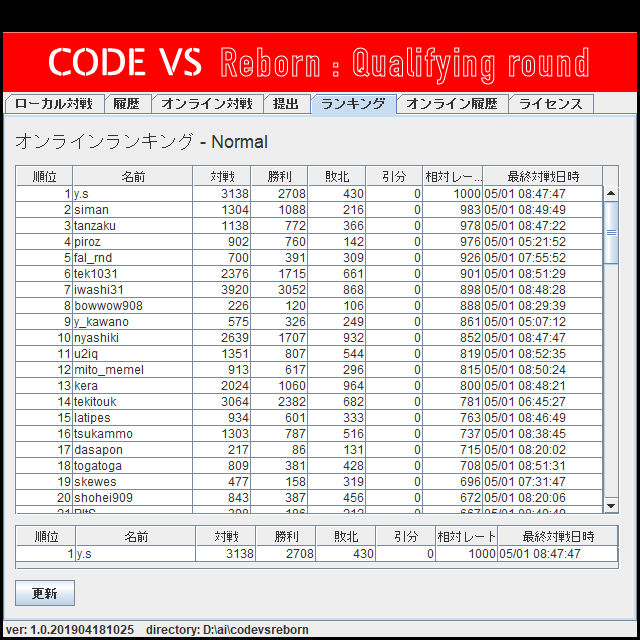 CODE VS Reborn : Qualifying round
ローカル対戦 履歴 オンライン対戦 提出 ランキング オンライン履歴 ライセンス
オンラインランキング - Normal
順位 名前 対戦 勝利 敗北 引分 相対レー... 最終対戦日時
1 y.s 3138 2708 430 0 1000 05/01 08:47:47
2 siman 1304 1088 216 0 983 05/01 08:49:49
3 tanzaku 1138 772 366 0 978 05/01 08:47:22
4 piroz 902 760 142 0 976 05/01 05:21:52
5 fal_rnd 700 391 309 0 926 05/01 07:55:52
6 tek1031 2376 1715 661 0 901 05/01 08:51:29
7 iwashi31 3920 3052 868 0 898 05/01 08:48:28
8 bowwow908 226 120 106 0 888 05/01 08:29:39
9 y_kawano 575 326 249 0 861 05/01 05:07:12
10 nyashiki 2639 1707 932 0 852 05/01 08:47:47
11 u2iq 1351 807 544 0 819 05/01 08:52:35
12 mito_memel 913 617 296 0 815 05/01 08:50:24
13 kera 2024 1060 964 0 800 05/01 08:48:21
14 tekitouk 3064 2382 682 0 781 05/01 06:45:27
15 latipes 934 601 333 0 763 05/01 08:46:49
16 tsukammo 1303 787 516 0 737 05/01 08:38:45
17 dasapon 217 86 131 0 715 05/01 08:20:02
18 togatoga 809 381 428 0 708 05/01 08:51:31
19 skewes 477 158 319 0 696 05/01 07:31:47
20 shohei909 843 387 456 0 672 05/01 08:20:06
順位 名前 対戦 勝利 敗北 引分 相対レート 最終対戦日時
1 y.s 3138 2708 430 0 1000 05/01 08:47:47
更新
ver: 1.0.201904181025 directory: D:\ai\codevsreborn